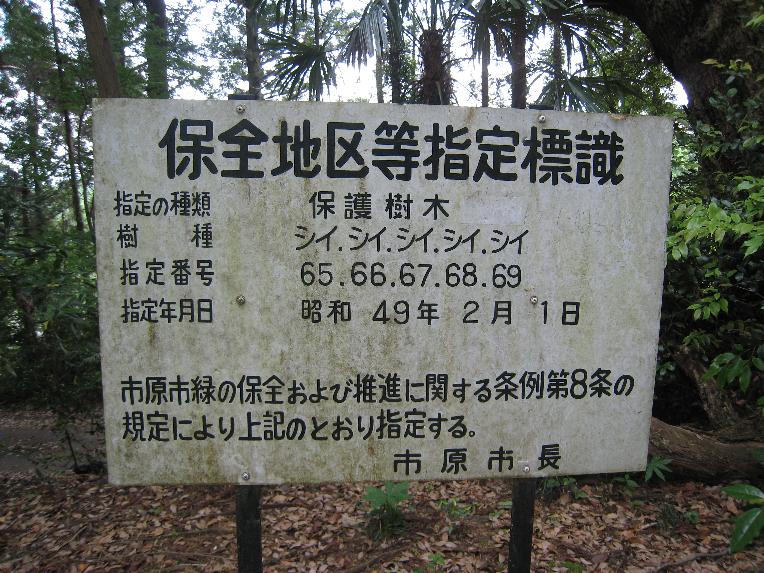 保全地区等指定標識
指定の種類 保護樹木
樹 種 シイ.シイ.シイ.シイ.シイ
指定番号 65.66.67.68.69
指定年月日 昭和 49年 2月 1日
市原市緑の保全および推進に関する条例第8条の
規定により上記のとおり指定する。
市原市長